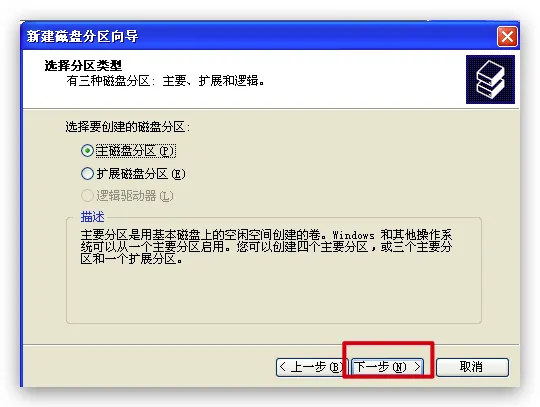 新建磁盘分区向导
选择分区类型
有三种磁盘分区：主要、扩展和逻辑。
选择要创建的磁盘分区：
主磁盘分区(P)
扩展磁盘分区(E)
逻辑驱动器(L)
描述
主要分区是用基本磁盘上的空闲空间创建的卷。Windows 和其他操作系
统可以从一个主要分区启用。您可以创建四个主要分区，或三个主要分
区和一个扩展分区。
< 上一步(B) 下一步(N) > 取消